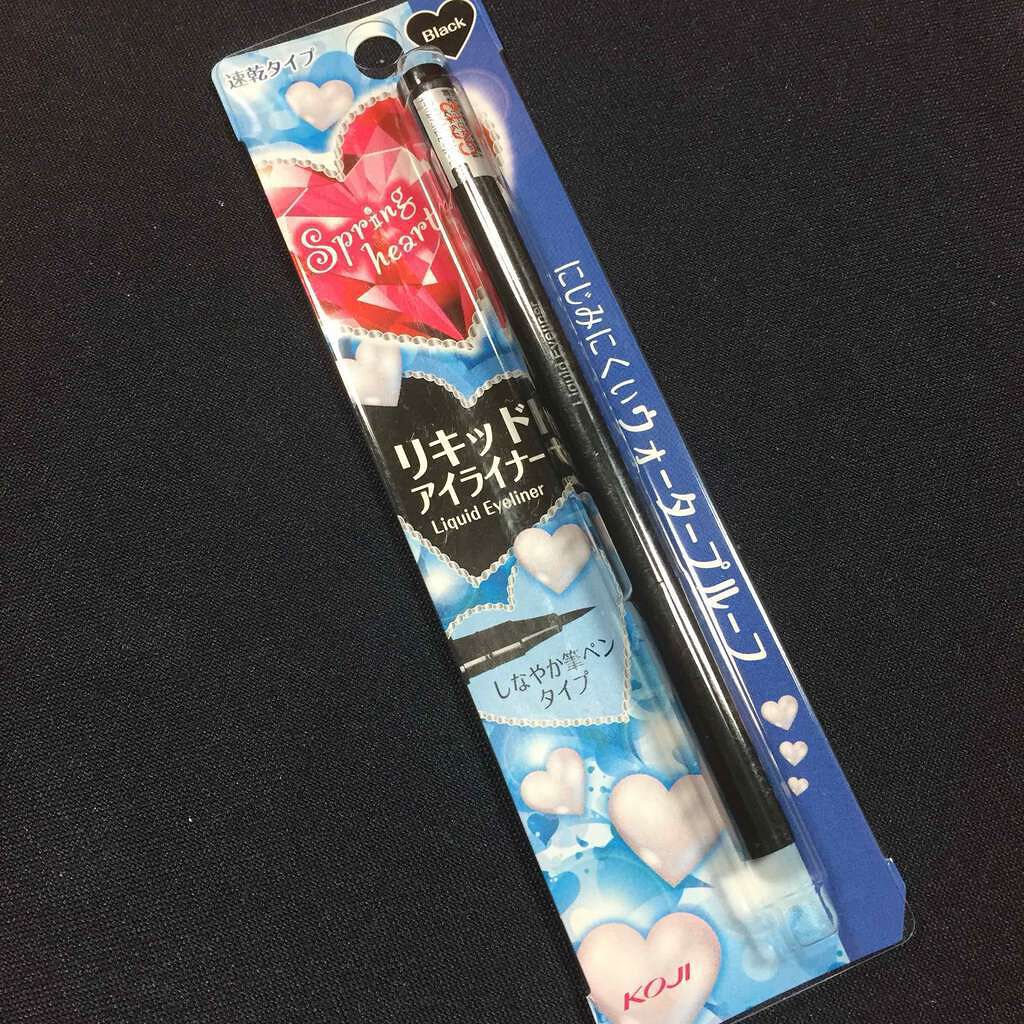 速乾タイプ
Black
Spring
heart
にじみにくいウォータープルーフ
Liquid Eyeliner
リキッド
アイライナー
Liquid Eyeliner
しなやか筆ペン
タイプ
KOJI